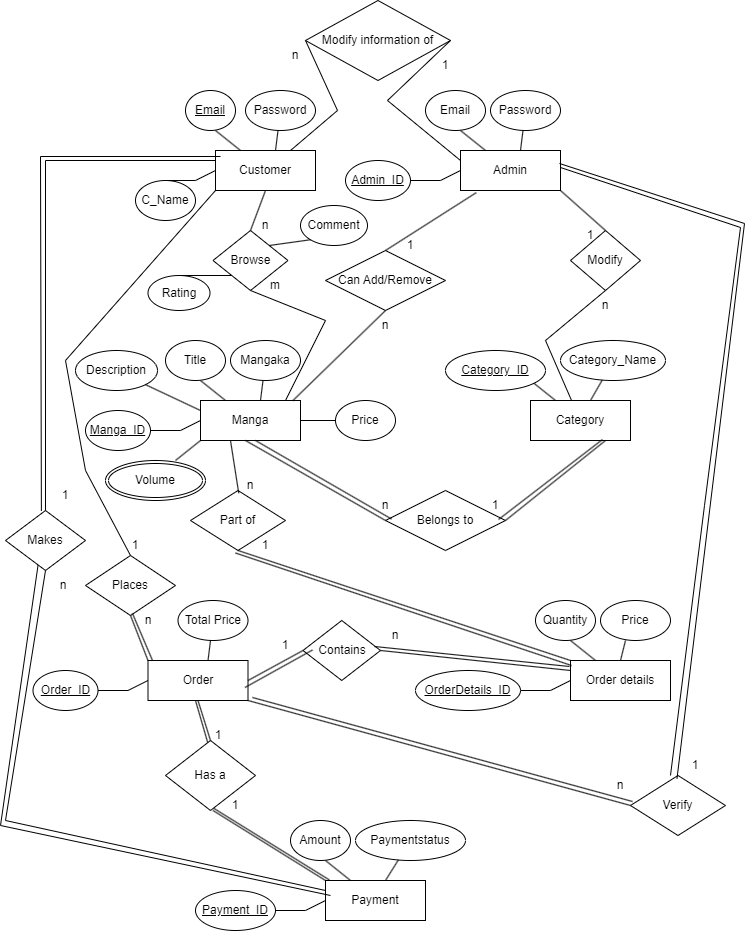 Modify information of
n
1
Email
Password
Email
Password
Customer
Admin
Admin_ID
C_Name
Comment
n
1
1
Browse
Modify
Can Add/Remove
m
Rating
n
n
Title
Mangaka
Category_Name
Description
Category_ID
Manga
Price
Category
Manga_ID
Volume
n
1
n
1
Part of
Belongs to
Makes
1
1
n
Places
n
Total Price
Quantity
Price
1
n
Contains
Order
Order details
Order_ID
OrderDetails_ID
1
1
Has a
n
1
Verify
Amount
Paymentstatus
Payment
Payment_ID